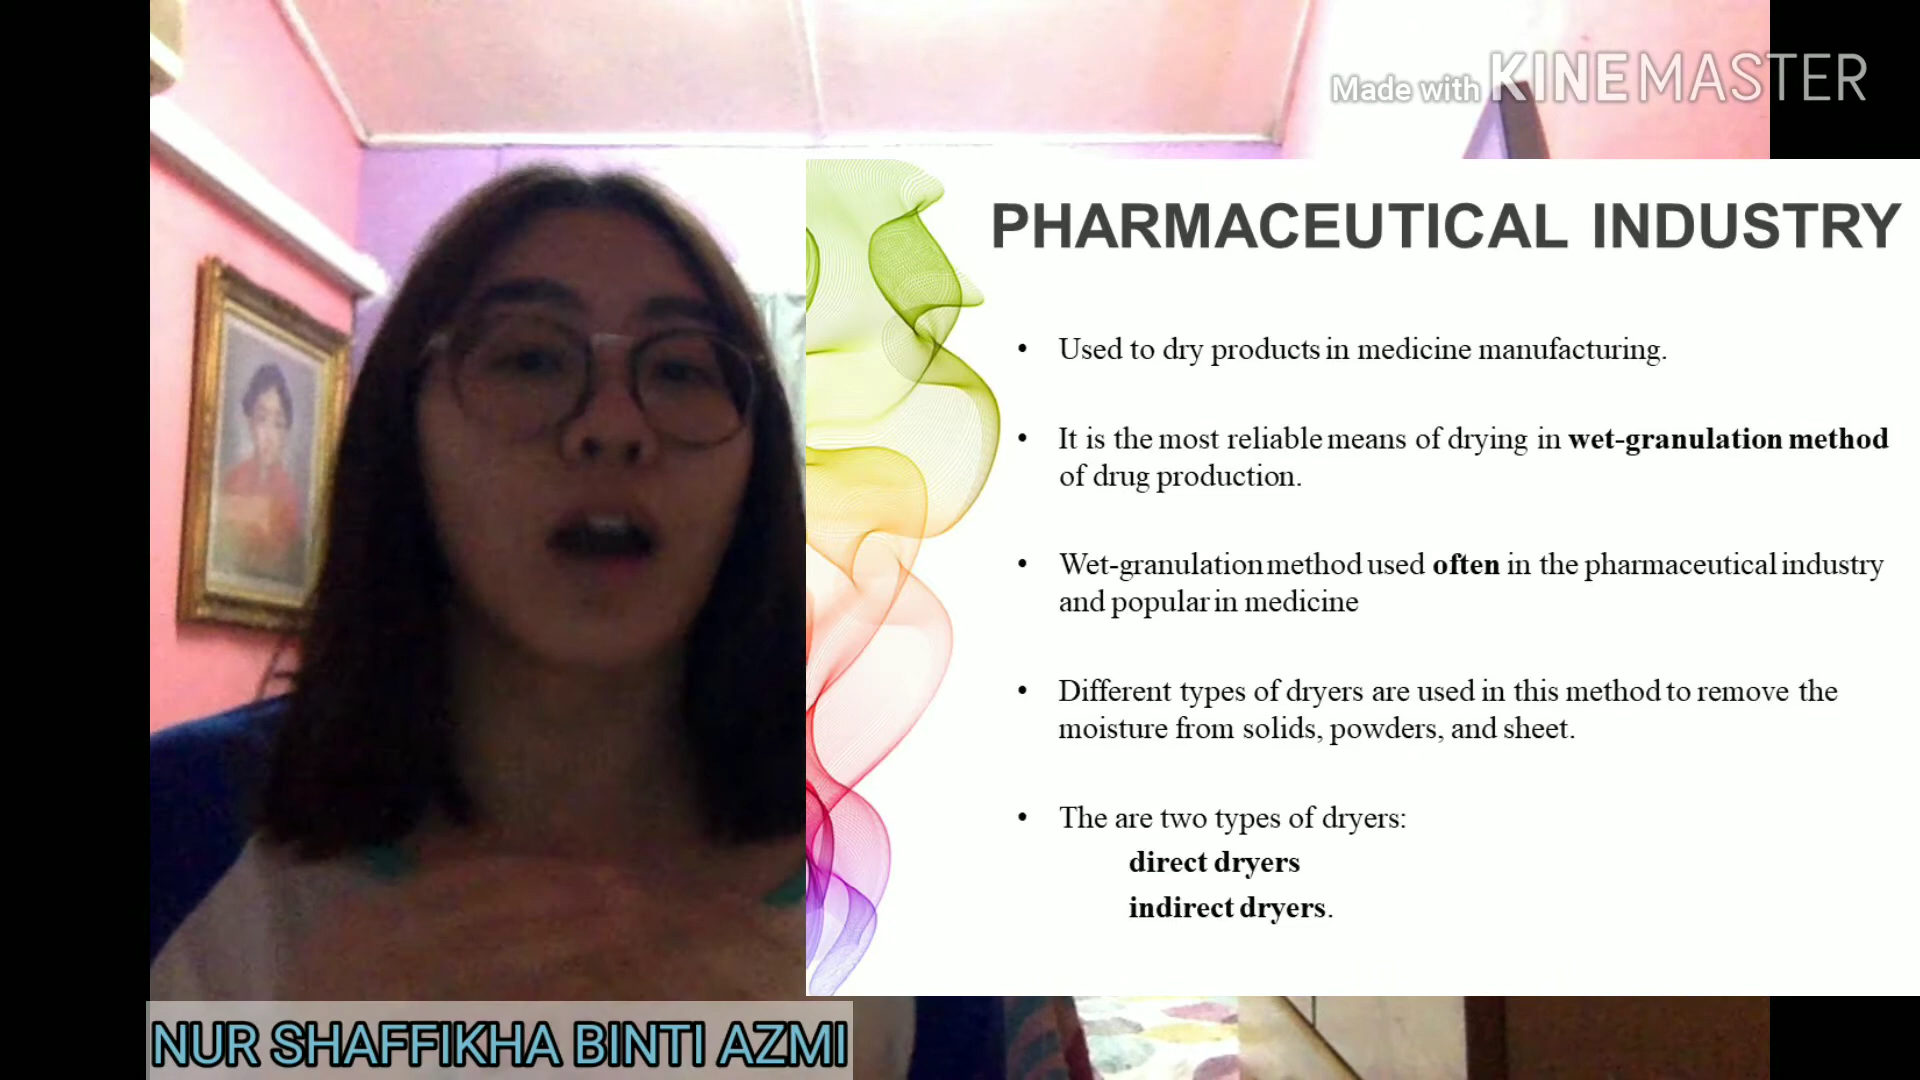 Made with KINEMASTER
PHARMACEUTICAL INDUSTRY
• Used to dry products in medicine manufacturing.
• It is the most reliable means of drying in wet-granulation method
of drug production.
• Wet-granulation method used often in the pharmaceutical industry
and popular in medicine
• Different types of dryers are used in this method to remove the
moisture from solids, powders, and sheet.
• The are two types of dryers:
direct dryers
indirect dryers.
NUR SHAFFIKHA BINTI AZMI